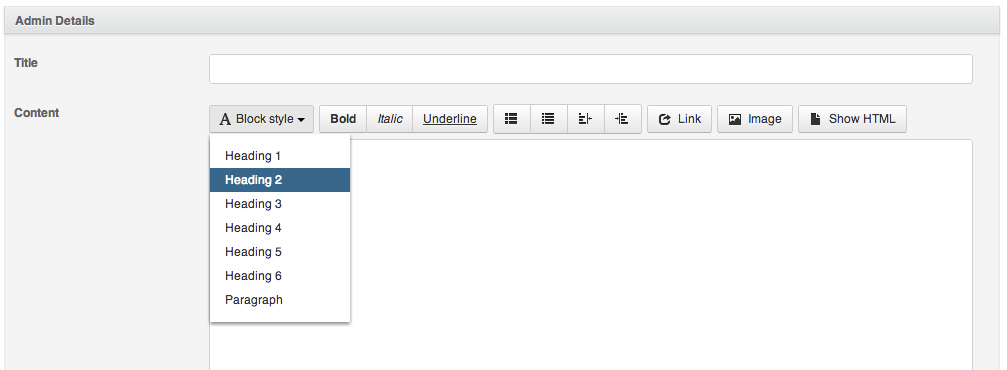 Admin Details
Title
Content
A Block style Bold Italic Underline Link Image Show HTML
Heading 1
Heading 2
Heading 3
Heading 4
Heading 5
Heading 6
Paragraph